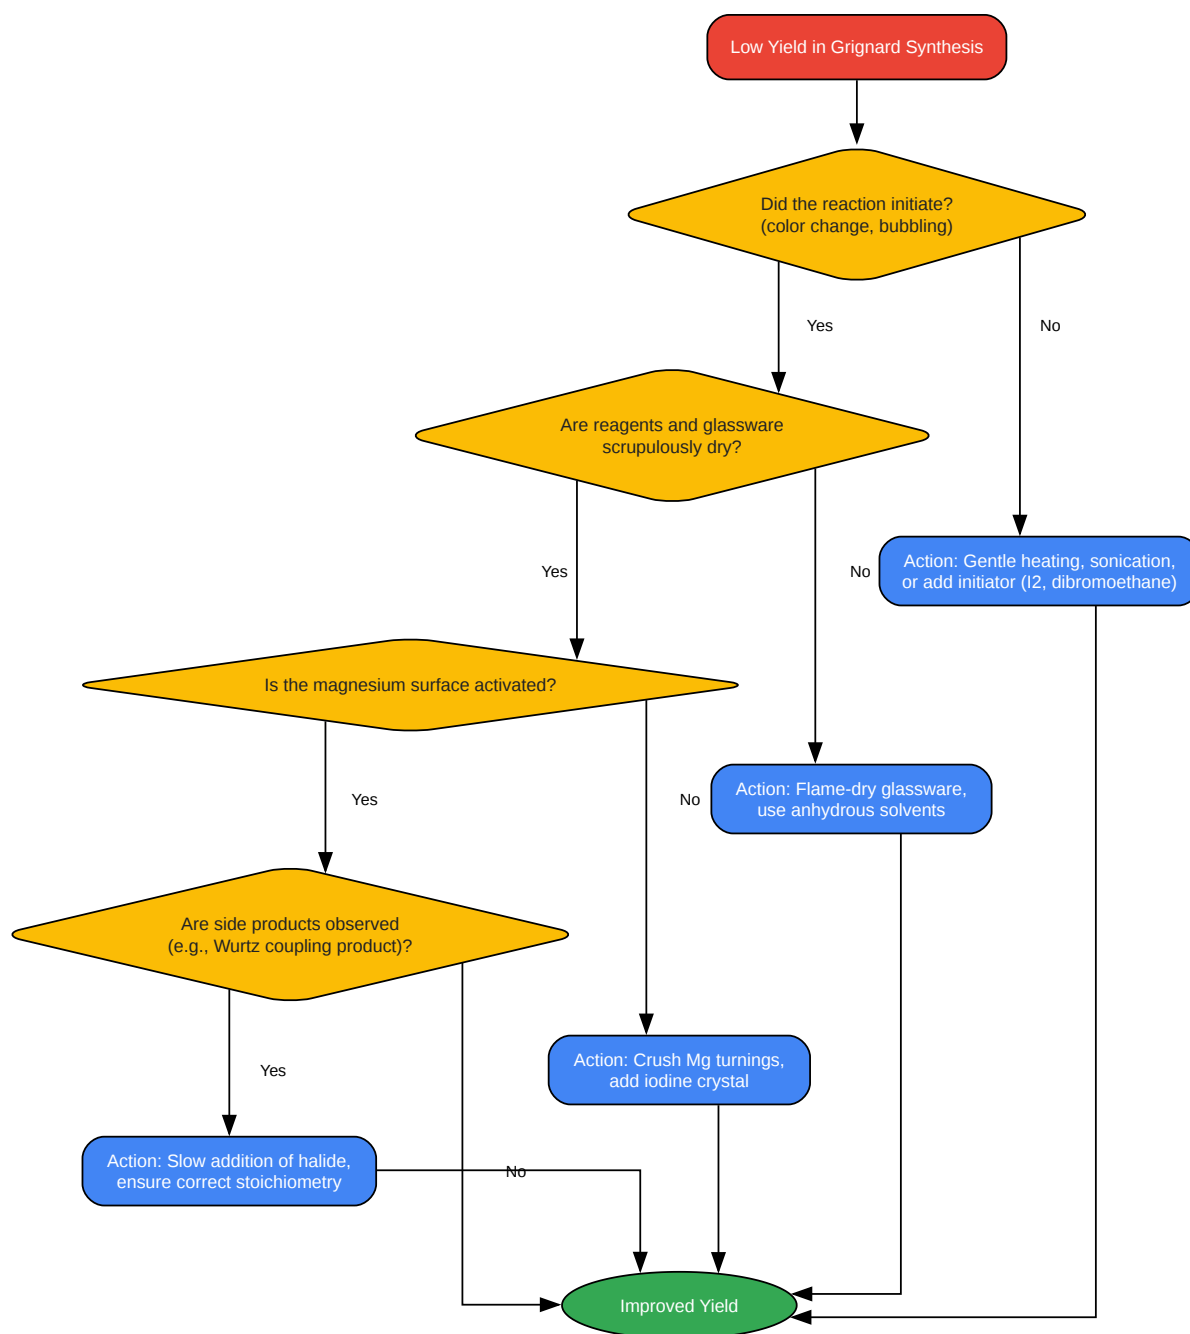 Low Yield in Grignard Synthesis
Did the reaction initiate?
(color change, bubbling)
Yes
No
Are reagents and glassware
scrupulously dry?
Yes
No
Action: Gentle heating, sonication,
or add initiator (I2, dibromoethane)
Is the magnesium surface activated?
Yes
No
Action: Flame-dry glassware,
use anhydrous solvents
Are side products observed
(e.g., Wurtz coupling product)?
Yes
Action: Crush Mg turnings,
add iodine crystal
Action: Slow addition of halide,
ensure correct stoichiometry
No
Improved Yield